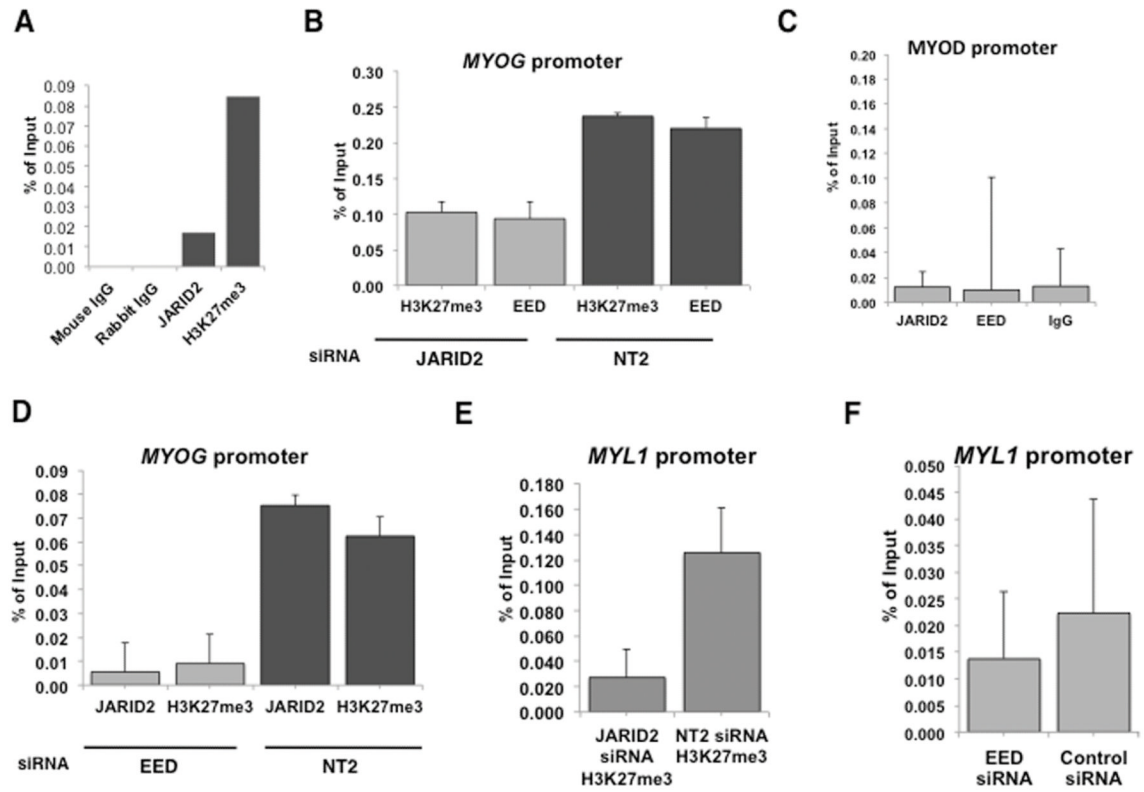 A
% of Input
0.09
0.08
0.07
0.06
0.05
0.04
0.03
0.02
0.01
0.00
Mouse IgG
Rabbit IgG
JARID2
H3K27me3
B
MYOG promoter
% of Input
0.30
0.25
0.20
0.15
0.10
0.05
0.00
H3K27me3 EED H3K27me3 EED
siRNA JARID2 NT2
C
MYOD promoter
% of Input
0.20
0.18
0.16
0.14
0.12
0.10
0.08
0.06
0.04
0.02
0.00
JARID2 EED IgG
D
MYOG promoter
% of Input
0.09
0.08
0.07
0.06
0.05
0.04
0.03
0.02
0.01
0.00
JARID2 H3K27me3 JARID2 H3K27me3
siRNA EED NT2
E
MYL1 promoter
% of Input
0.180
0.160
0.140
0.120
0.100
0.080
0.060
0.040
0.020
0.000
JARID2
siRNA
H3K27me3
NT2 siRNA
H3K27me3
F
MYL1 promoter
% of Input
0.050
0.045
0.040
0.035
0.030
0.025
0.020
0.015
0.010
0.005
0.000
EED
siRNA
Control
siRNA